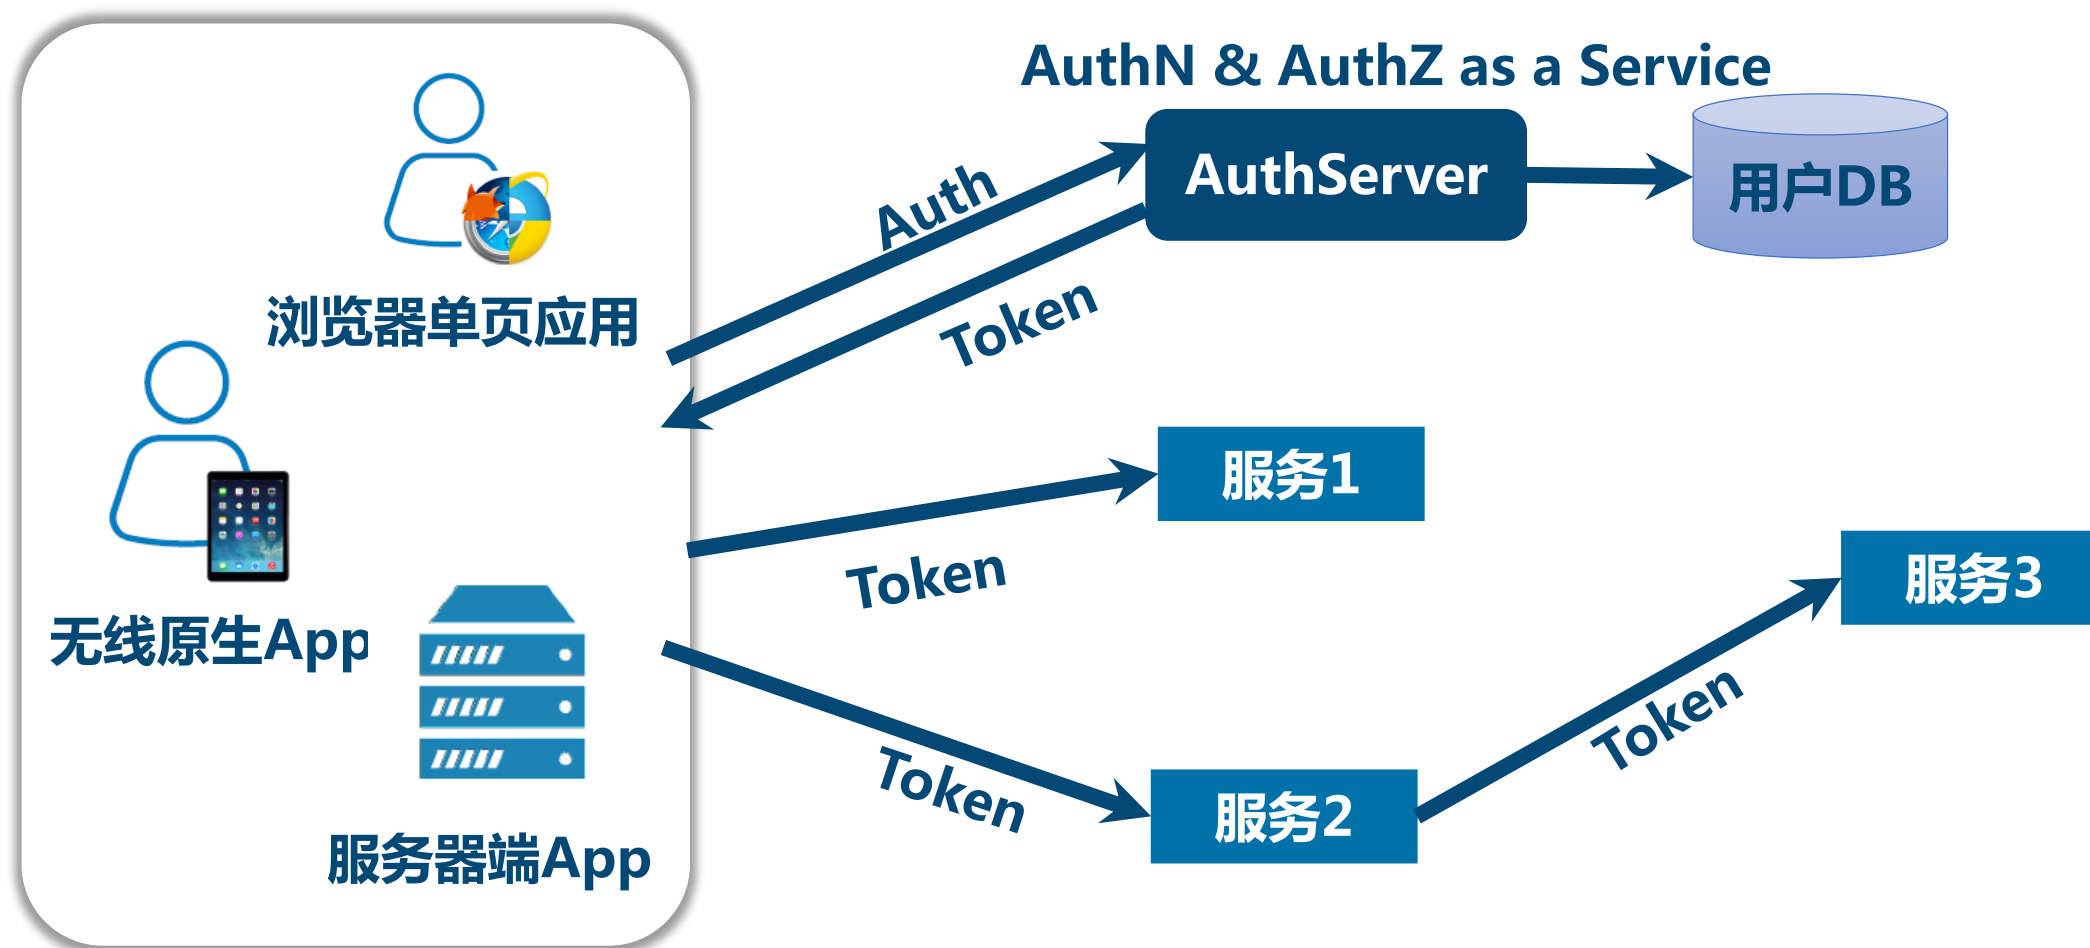 AuthN & AuthZ as a Service
AuthServer
用户DB
Auth
Token
浏览器单页应用
无线原生App
服务器端App
Token
服务1
Token
服务2
Token
服务3